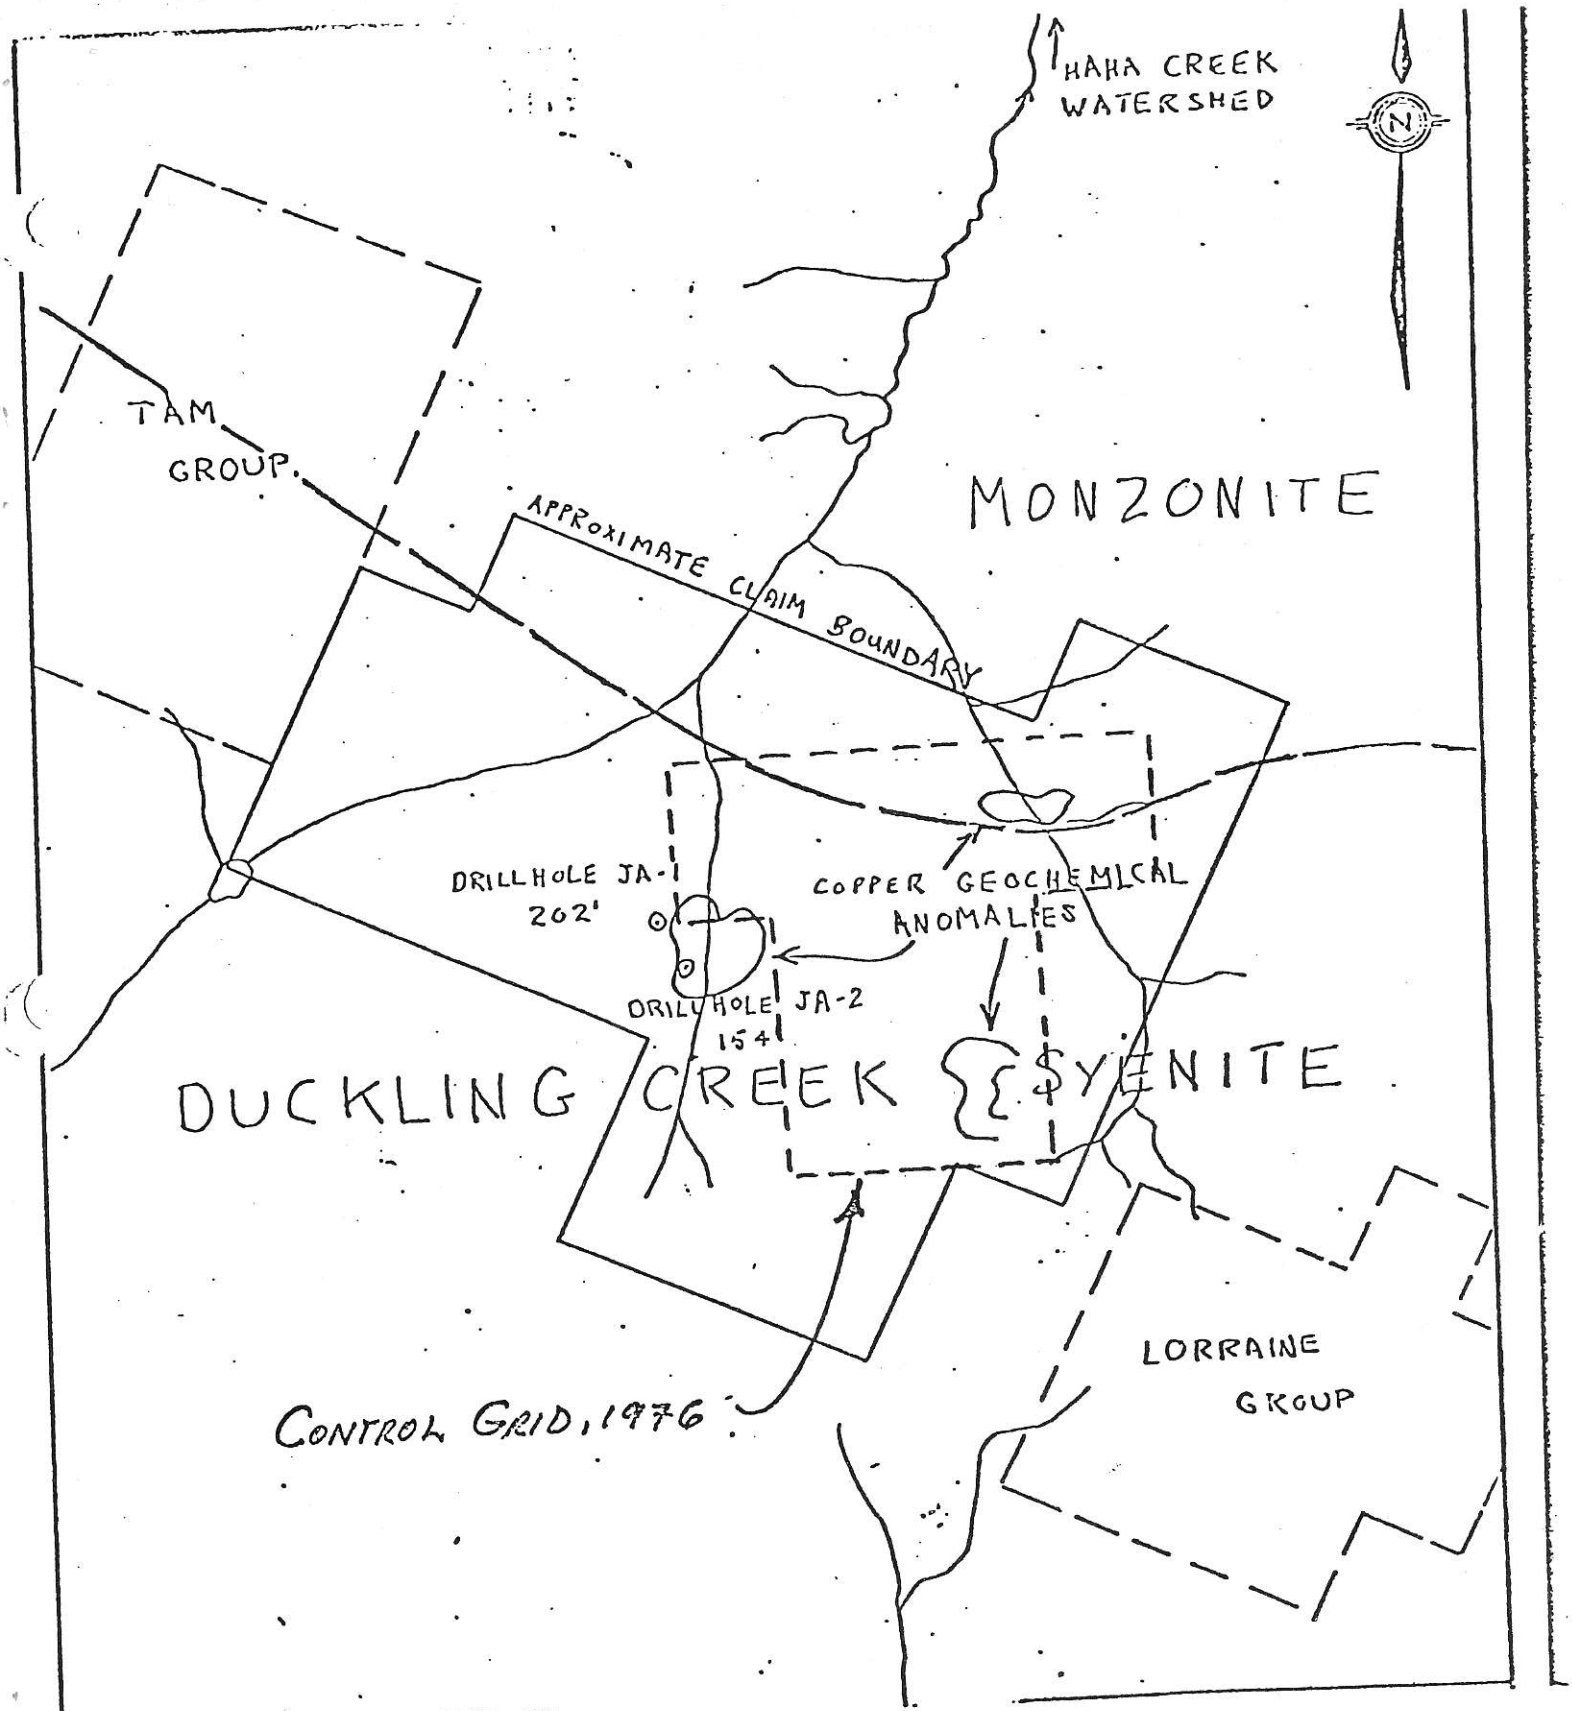 HAHA CREEK
WATERSHED
N
TAM
GROUP.
MONZONITE
APPROXIMATE CLAIM BOUNDARY
DRILLHOLE JA-1
202'
COPPER GEOCHEMICAL
ANOMALIES
DRILLHOLE JA-2
154'
DUCKLING CREEK SYENITE
LORRAINE
GROUP
CONTROL GRID, 1976